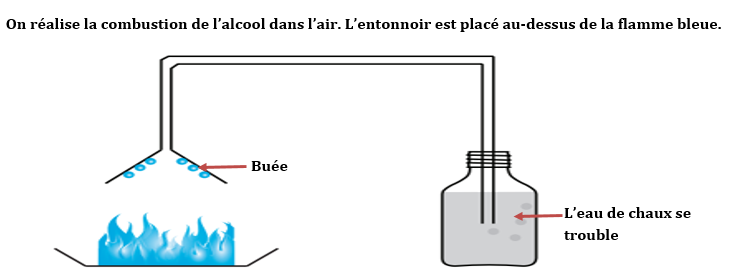 On réalise la combustion de l’alcool dans l’air. L’entonnoir est placé au-dessus de la flamme bleue.
Buée
L’eau de chaux se
trouble